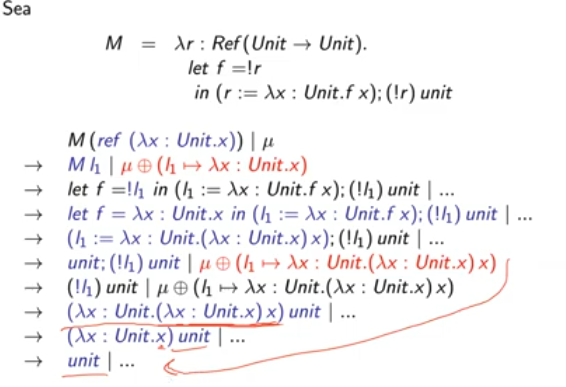 Sea
M = λr : Ref(Unit → Unit).
let f =!r
in (r := λx : Unit.f x); (!r) unit
M (ref (λx : Unit.x)) | μ
→ M l₁ | μ ⊕ (l₁ ↦ λx : Unit.x)
→ let f =!l₁ in (l₁ := λx : Unit.f x); (!l₁) unit | ...
→ let f = λx : Unit.x in (l₁ := λx : Unit.f x); (!l₁) unit | ...
→ (l₁ := λx : Unit.(λx : Unit.x) x); (!l₁) unit | ...
→ unit; (!l₁) unit | μ ⊕ (l₁ ↦ λx : Unit.(λx : Unit.x) x)
→ (!l₁) unit | μ ⊕ (l₁ ↦ λx : Unit.(λx : Unit.x) x)
→ (λx : Unit.(λx : Unit.x) x) unit | ...
→ (λx : Unit.x) unit | ...
→ unit | ...